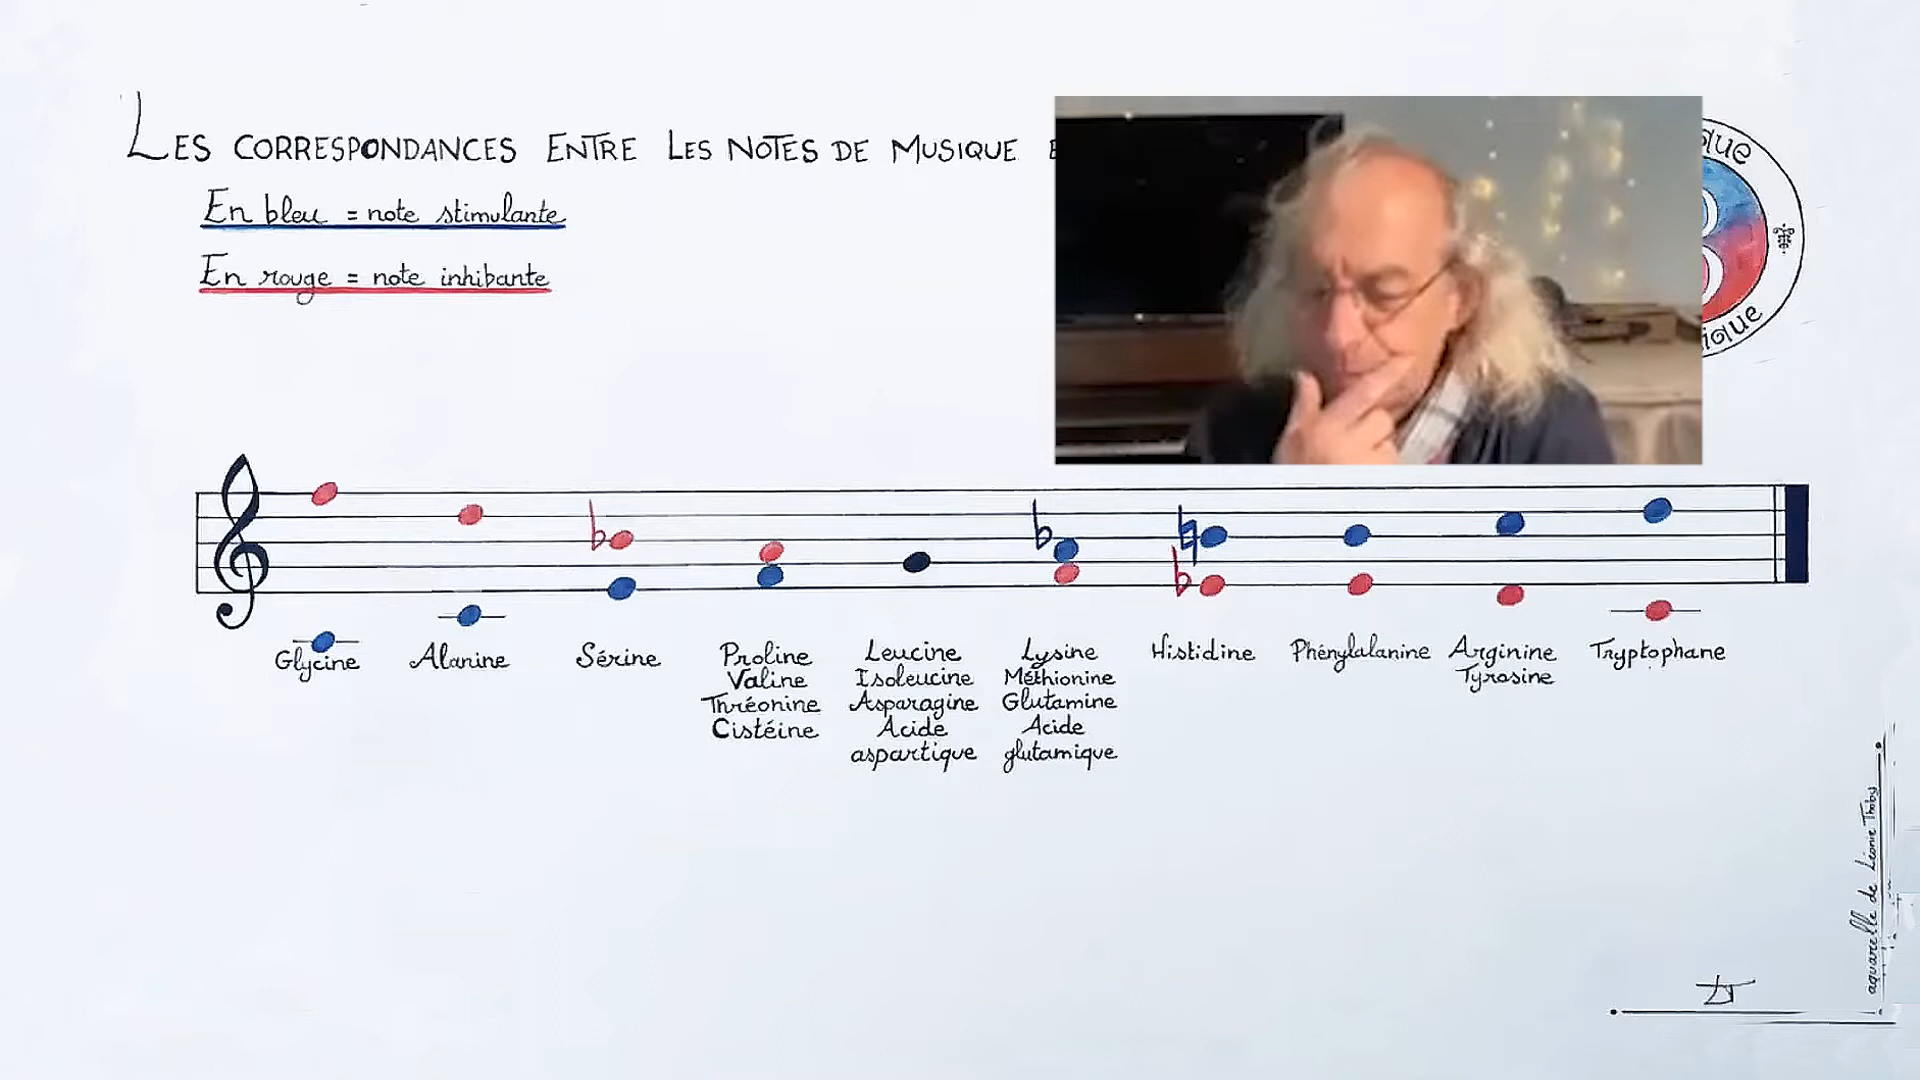 LES CORRESPONDANCES ENTRE LES NOTES DE MUSIQUE
En bleu = note stimulante
En rouge = note inhibante
Glycine
Alanine
Sérine
Proline
Valine
Thréonine
Cistéine
Leucine
Isoleucine
Asparagine
Acide
aspartique
Lysine
Méthionine
Glutamine
Acide
glutamique
Histidine
Phénylalanine
Arginine
Tyrosine
Tryptophane
aquarelle de Léonie Thoby